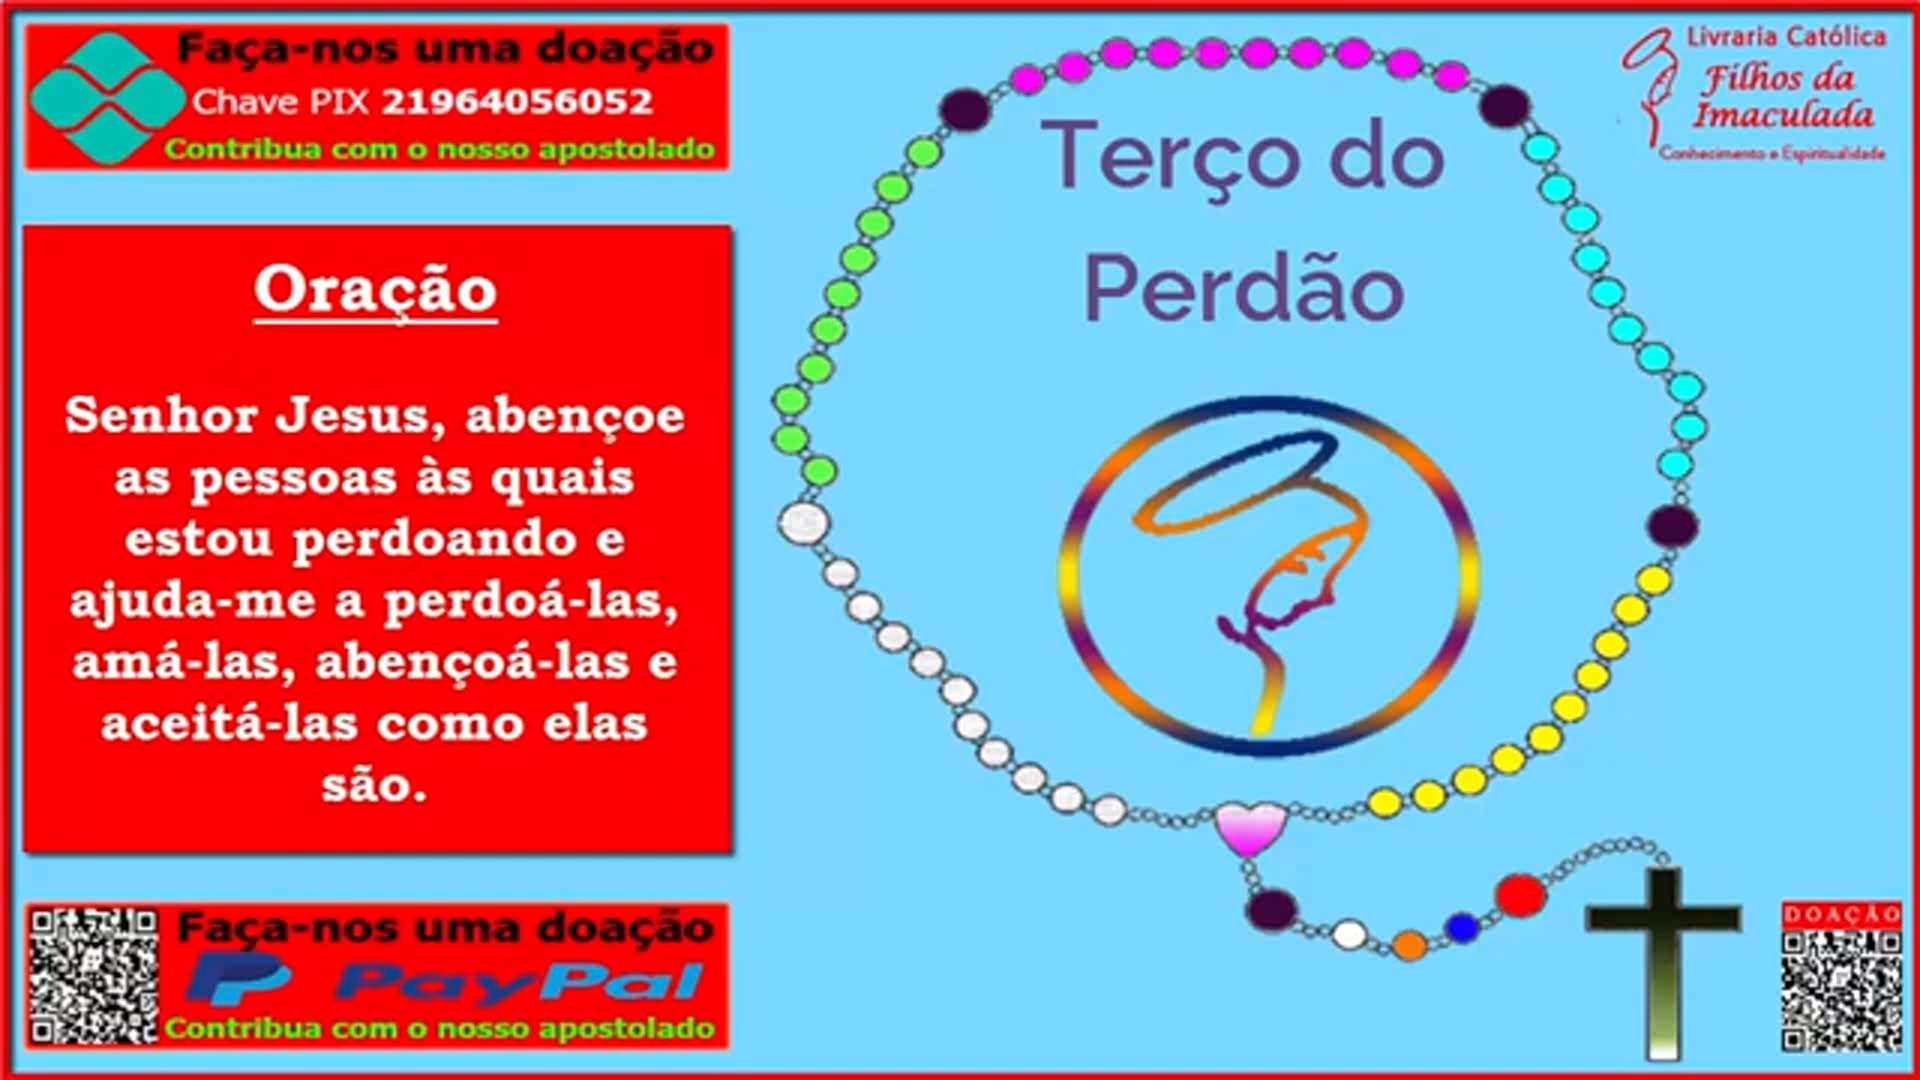 Faça-nos uma doação
Chave PIX 21964056052
Contribua com o nosso apostolado
Livraria Católica
Filhos da
Imaculada
Conhecimento e Espiritualidade
Terço do
Perdão
Oração
Senhor Jesus, abençoe
as pessoas às quais
estou perdoando e
ajuda-me a perdoá-las,
amá-las, abençoá-las e
aceitá-las como elas
são.
Faça-nos uma doação
PayPal
Contribua com o nosso apostolado
DOAÇÃO